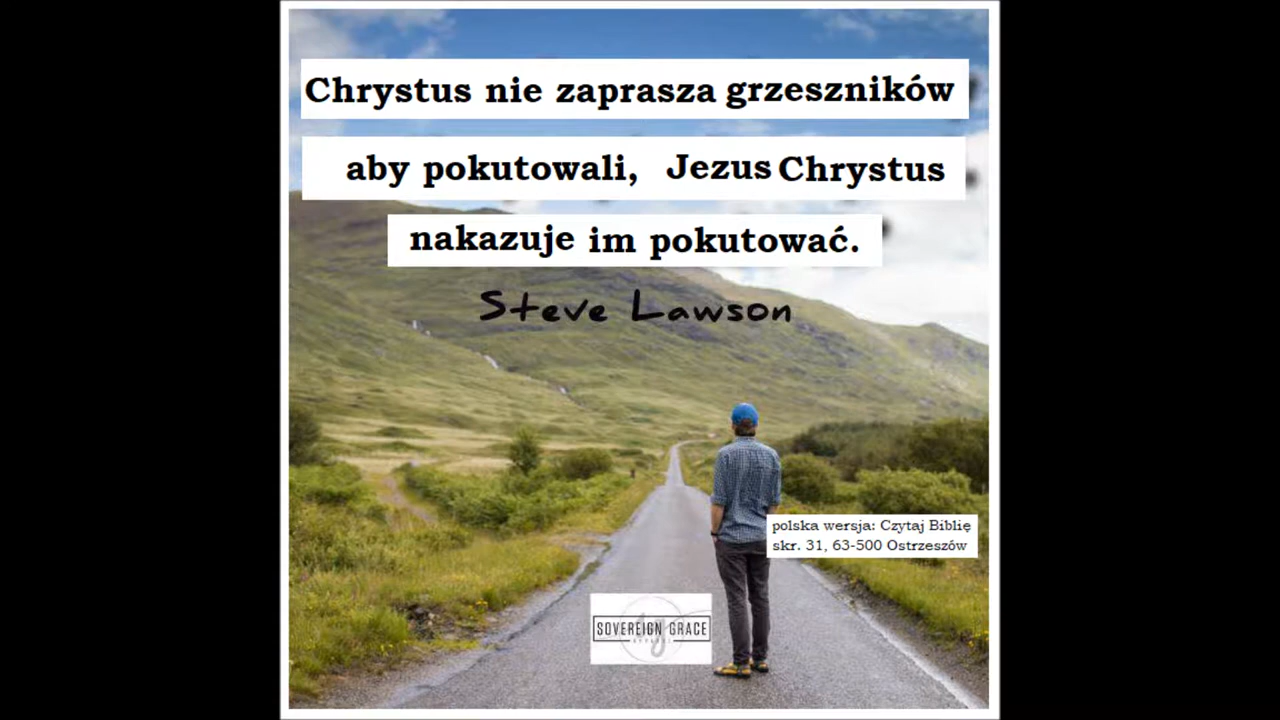 Chrystus nie zaprasza grzeszników
aby pokutowali, Jezus Chrystus
nakazuje im pokutować.
Steve Lawson
polska wersja: Czytaj Biblię
skr. 31, 63-500 Ostrzeszów
SOVEREIGN GRACE